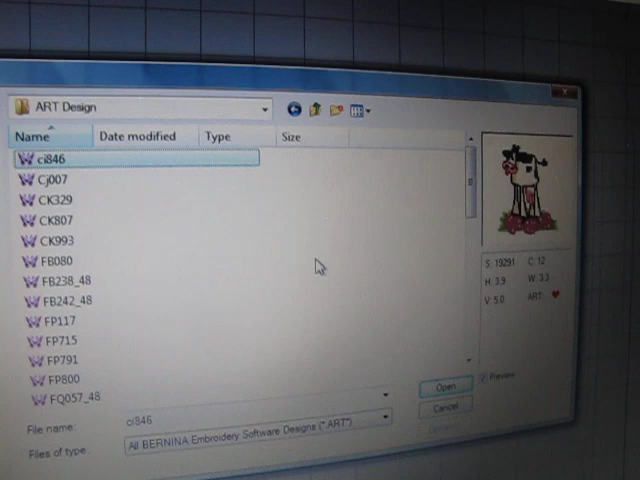 ART Design
Name Date modified Type Size
ci846
Cj007
CK329
CK807
CK993
FB080
FB238_48
FB242_48
FP117
FP715
FP791
FP800
FQ057_48
S: 19291 C: 12
H: 3.9 W: 3.3
V: 5.0 ART:
Preview
File name: ci846 Open
Files of type: All BERNINA Embroidery Software Designs (*.ART*) Cancel